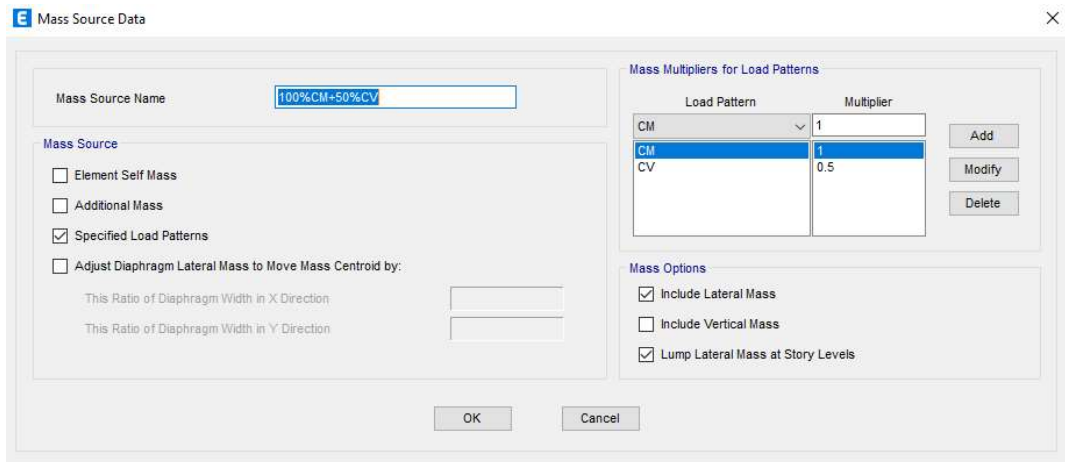 E Mass Source Data
Mass Source Name 100%CM+50%CV
Mass Source
Element Self Mass
Additional Mass
Specified Load Patterns
Adjust Diaphragm Lateral Mass to Move Mass Centroid by:
This Ratio of Diaphragm Width in X Direction
This Ratio of Diaphragm Width in Y Direction
Mass Multipliers for Load Patterns
Load Pattern Multiplier
CM 1
CM 1
CV 0.5
Add
Modify
Delete
Mass Options
Include Lateral Mass
Include Vertical Mass
Lump Lateral Mass at Story Levels
OK Cancel